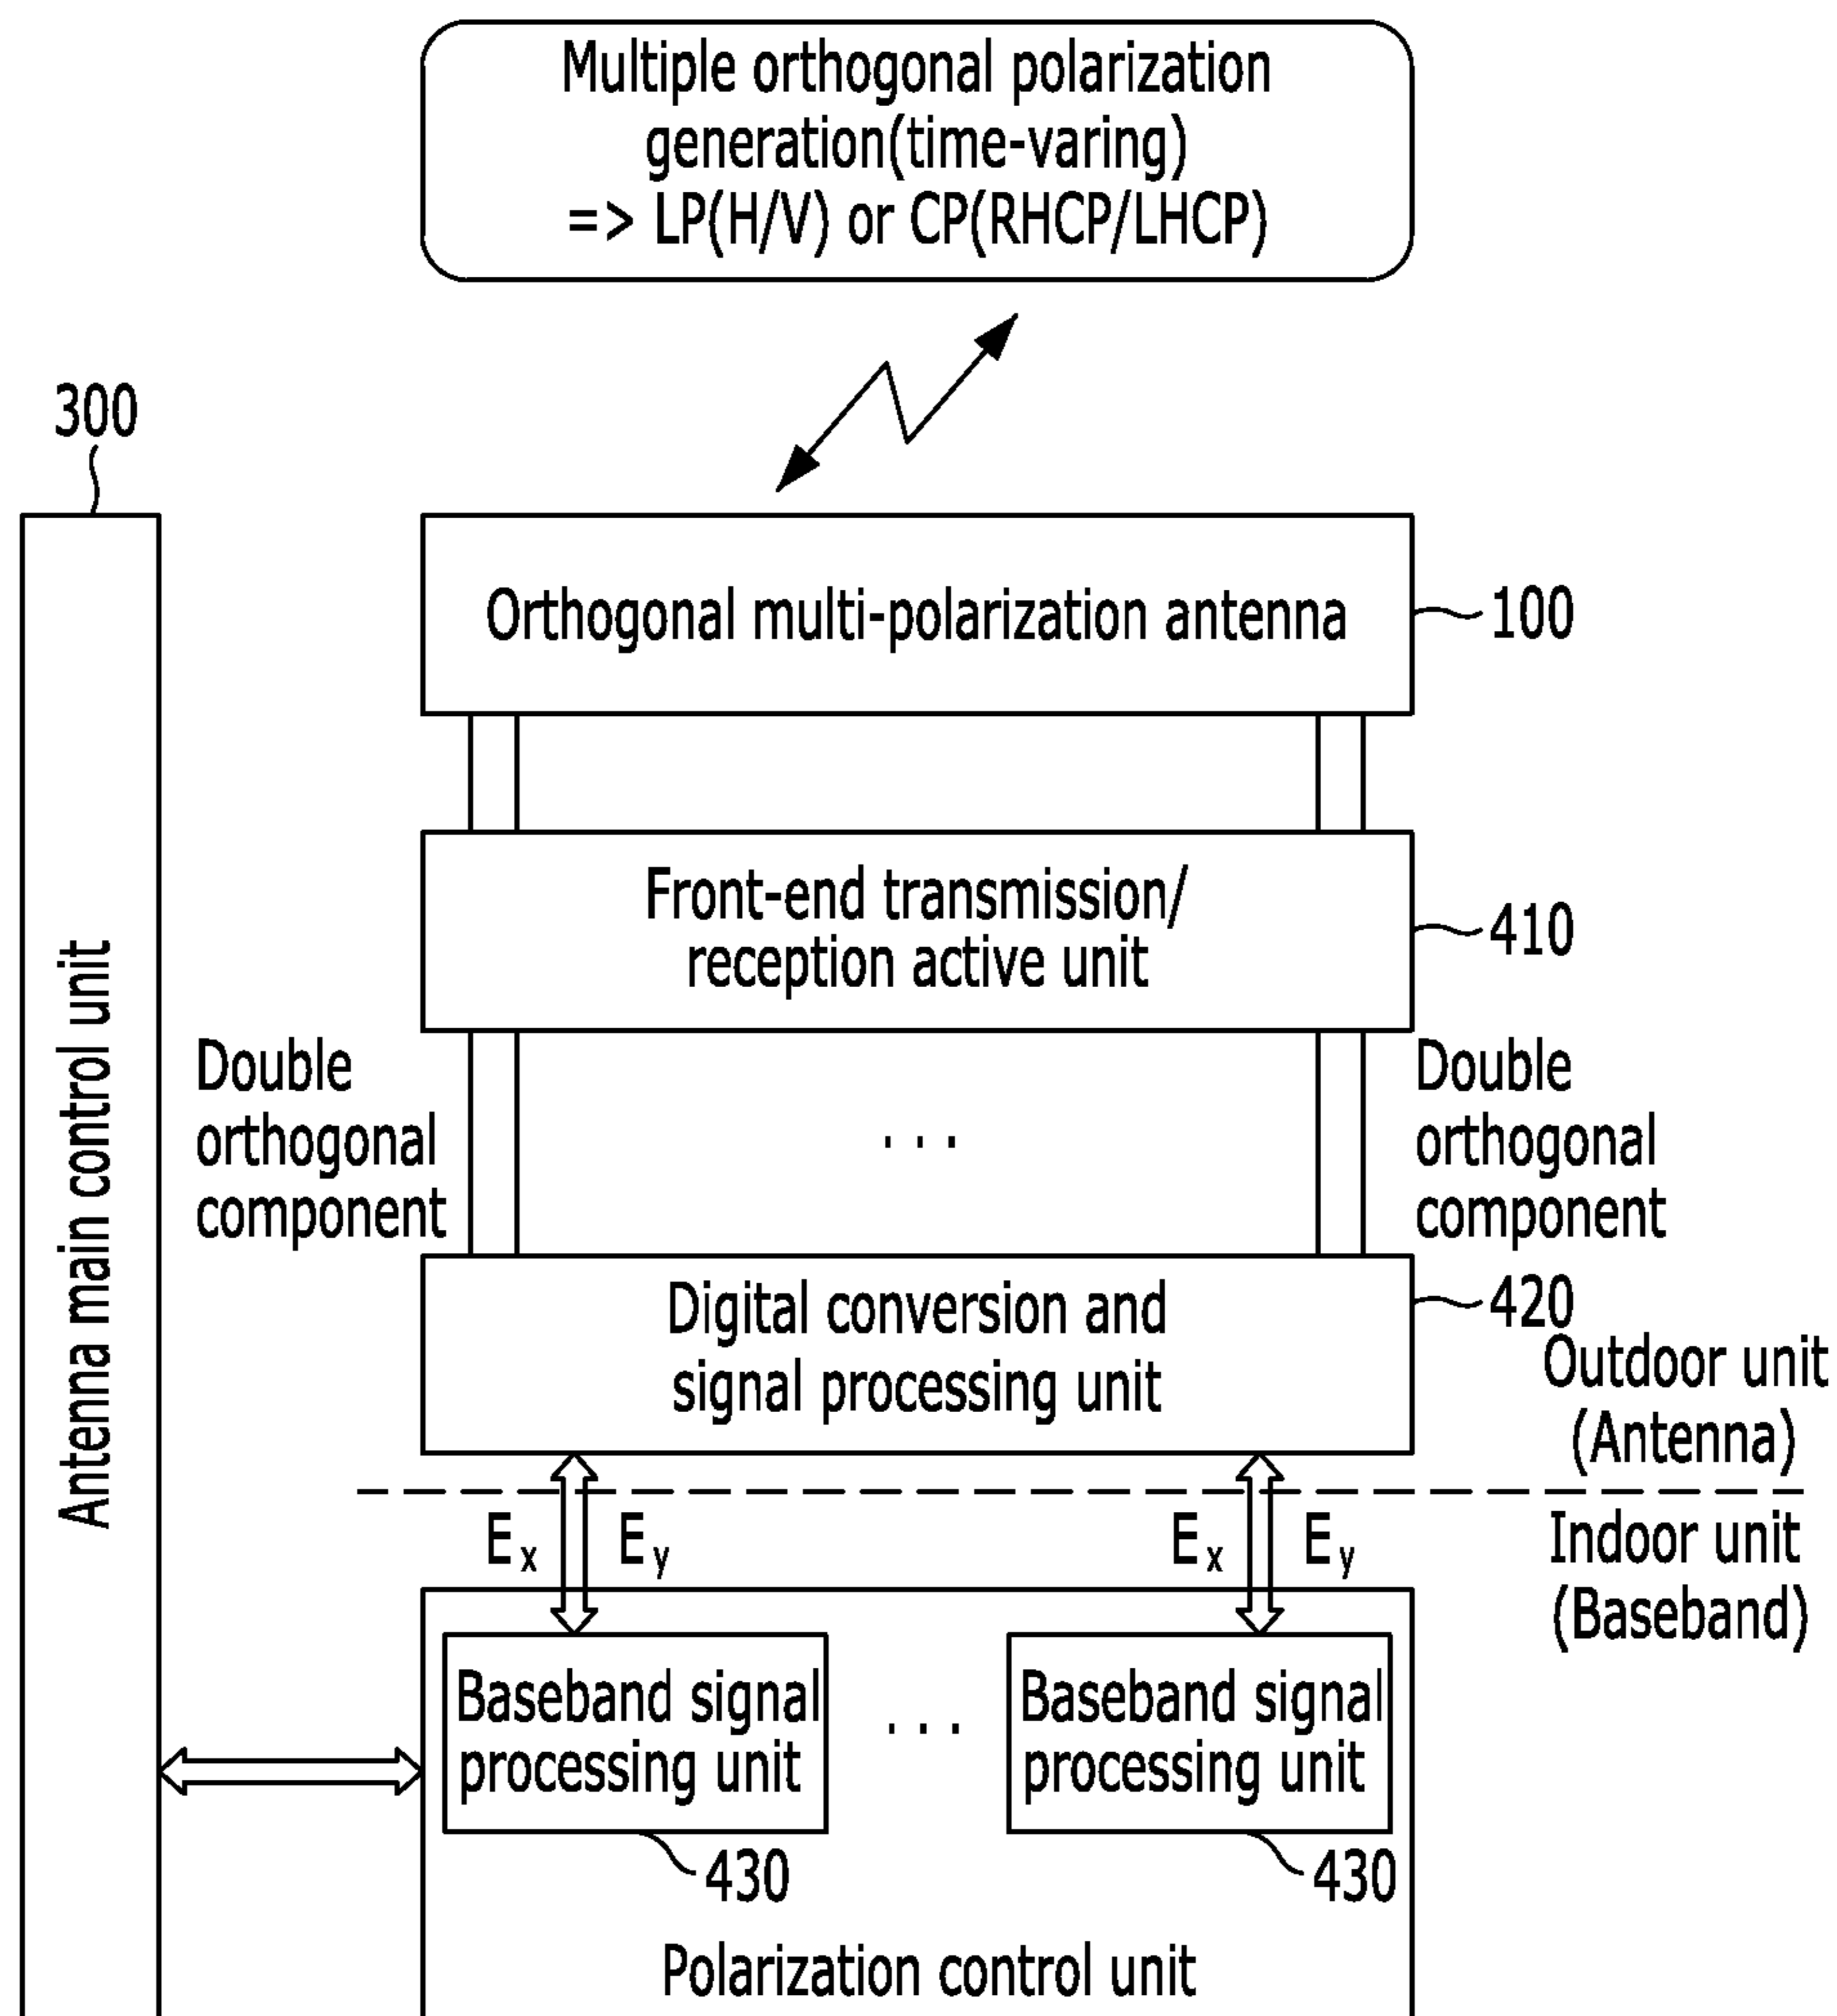 Multiple orthogonal polarization
generation(time-varing)
=> LP(H/V) or CP(RHCP/LHCP)
300
Antenna main control unit
Orthogonal multi-polarization antenna
100
Front-end transmission/
reception active unit
410
Double
orthogonal
component
. . .
Double
orthogonal
component
Digital conversion and
signal processing unit
420
Outdoor unit
(Antenna)
Ex
Ey
Ex
Ey
Indoor unit
(Baseband)
Baseband signal
processing unit
. . .
Baseband signal
processing unit
430
430
Polarization control unit